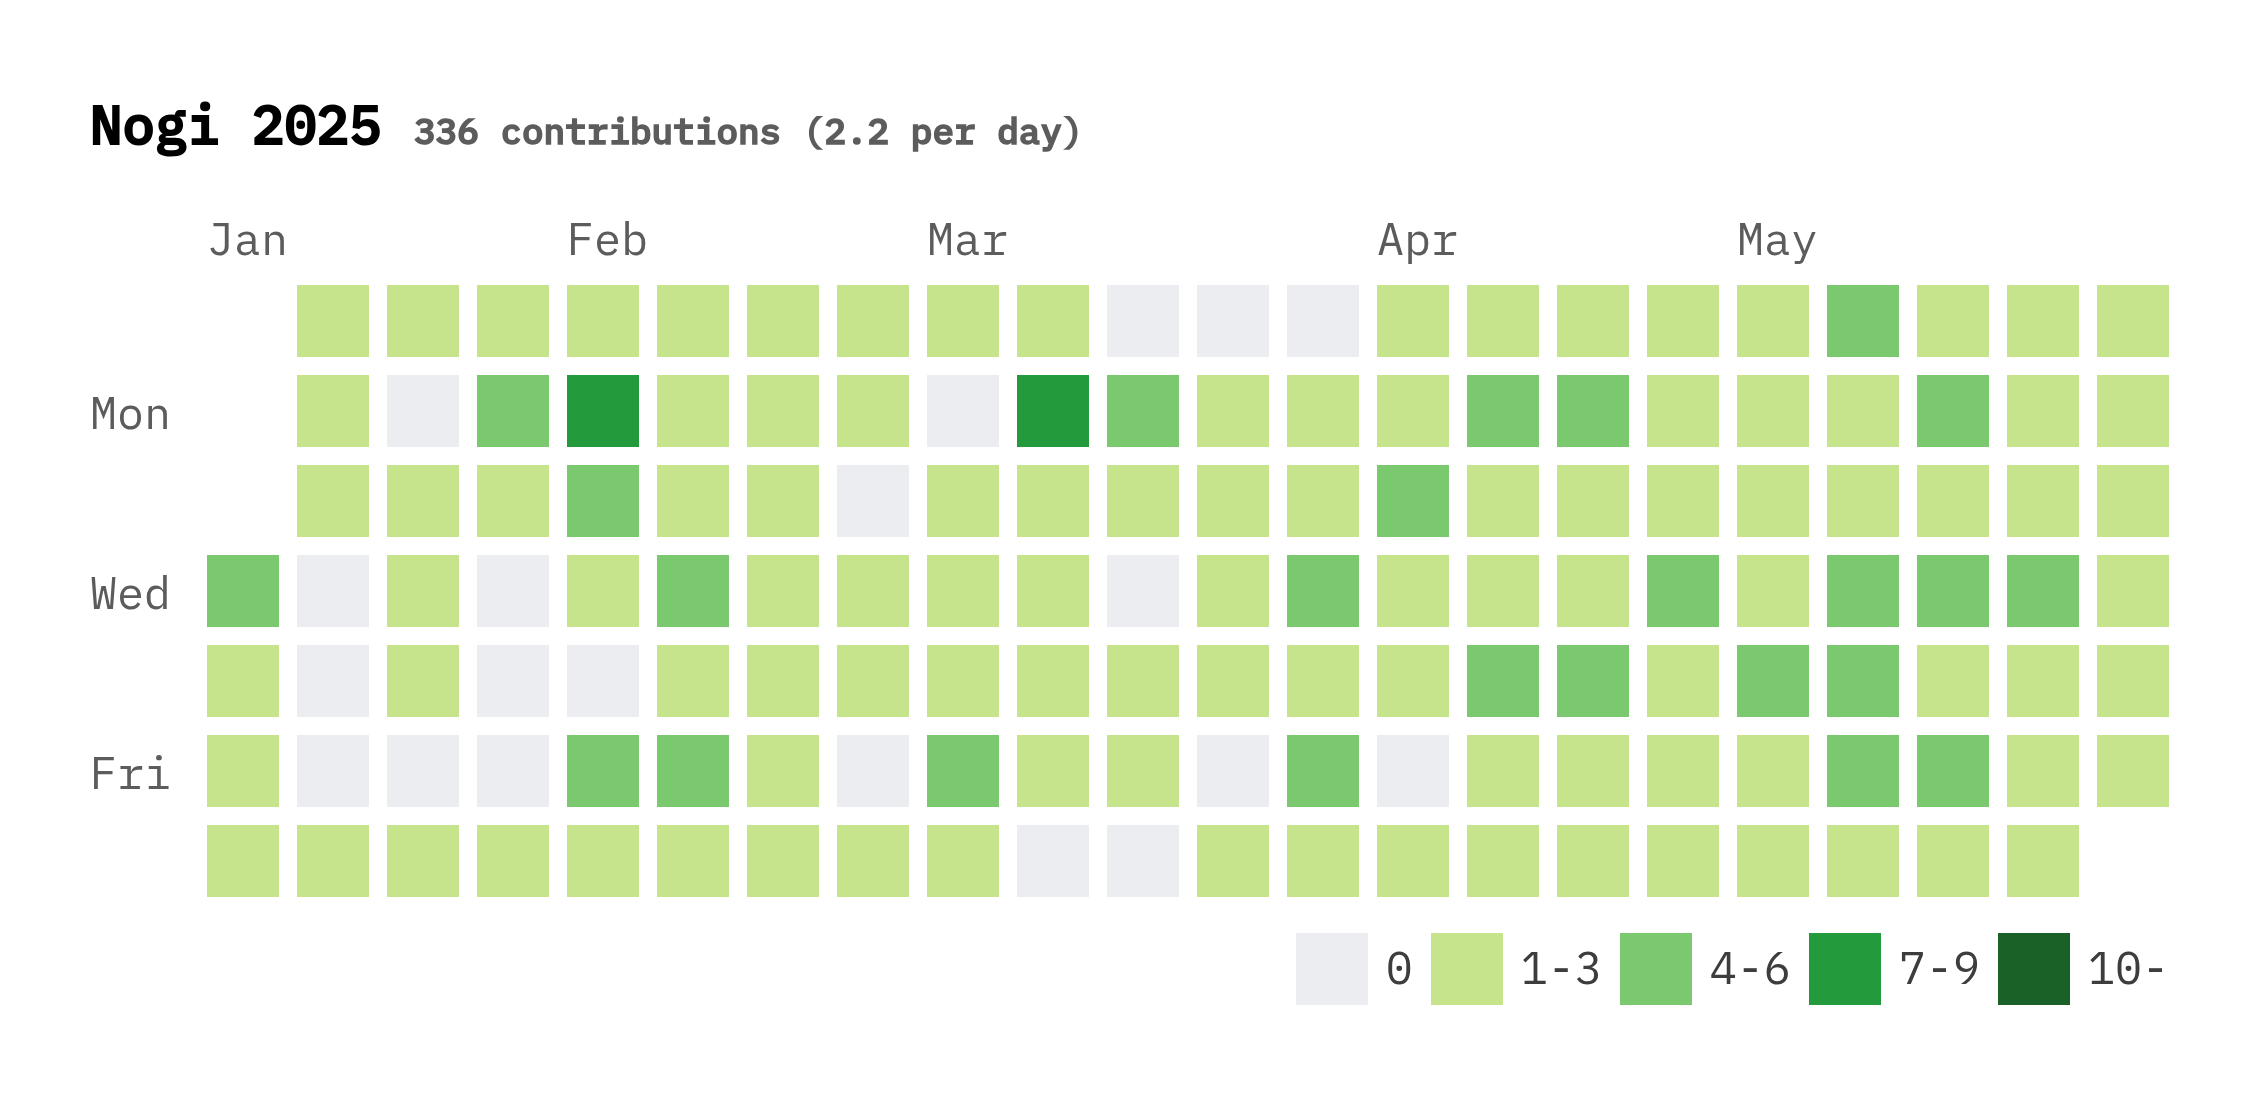 Nogi 2025 336 contributions (2.2 per day)
Jan Feb Mar Apr May
Mon
Wed
Fri
0 1-3 4-6 7-9 10-